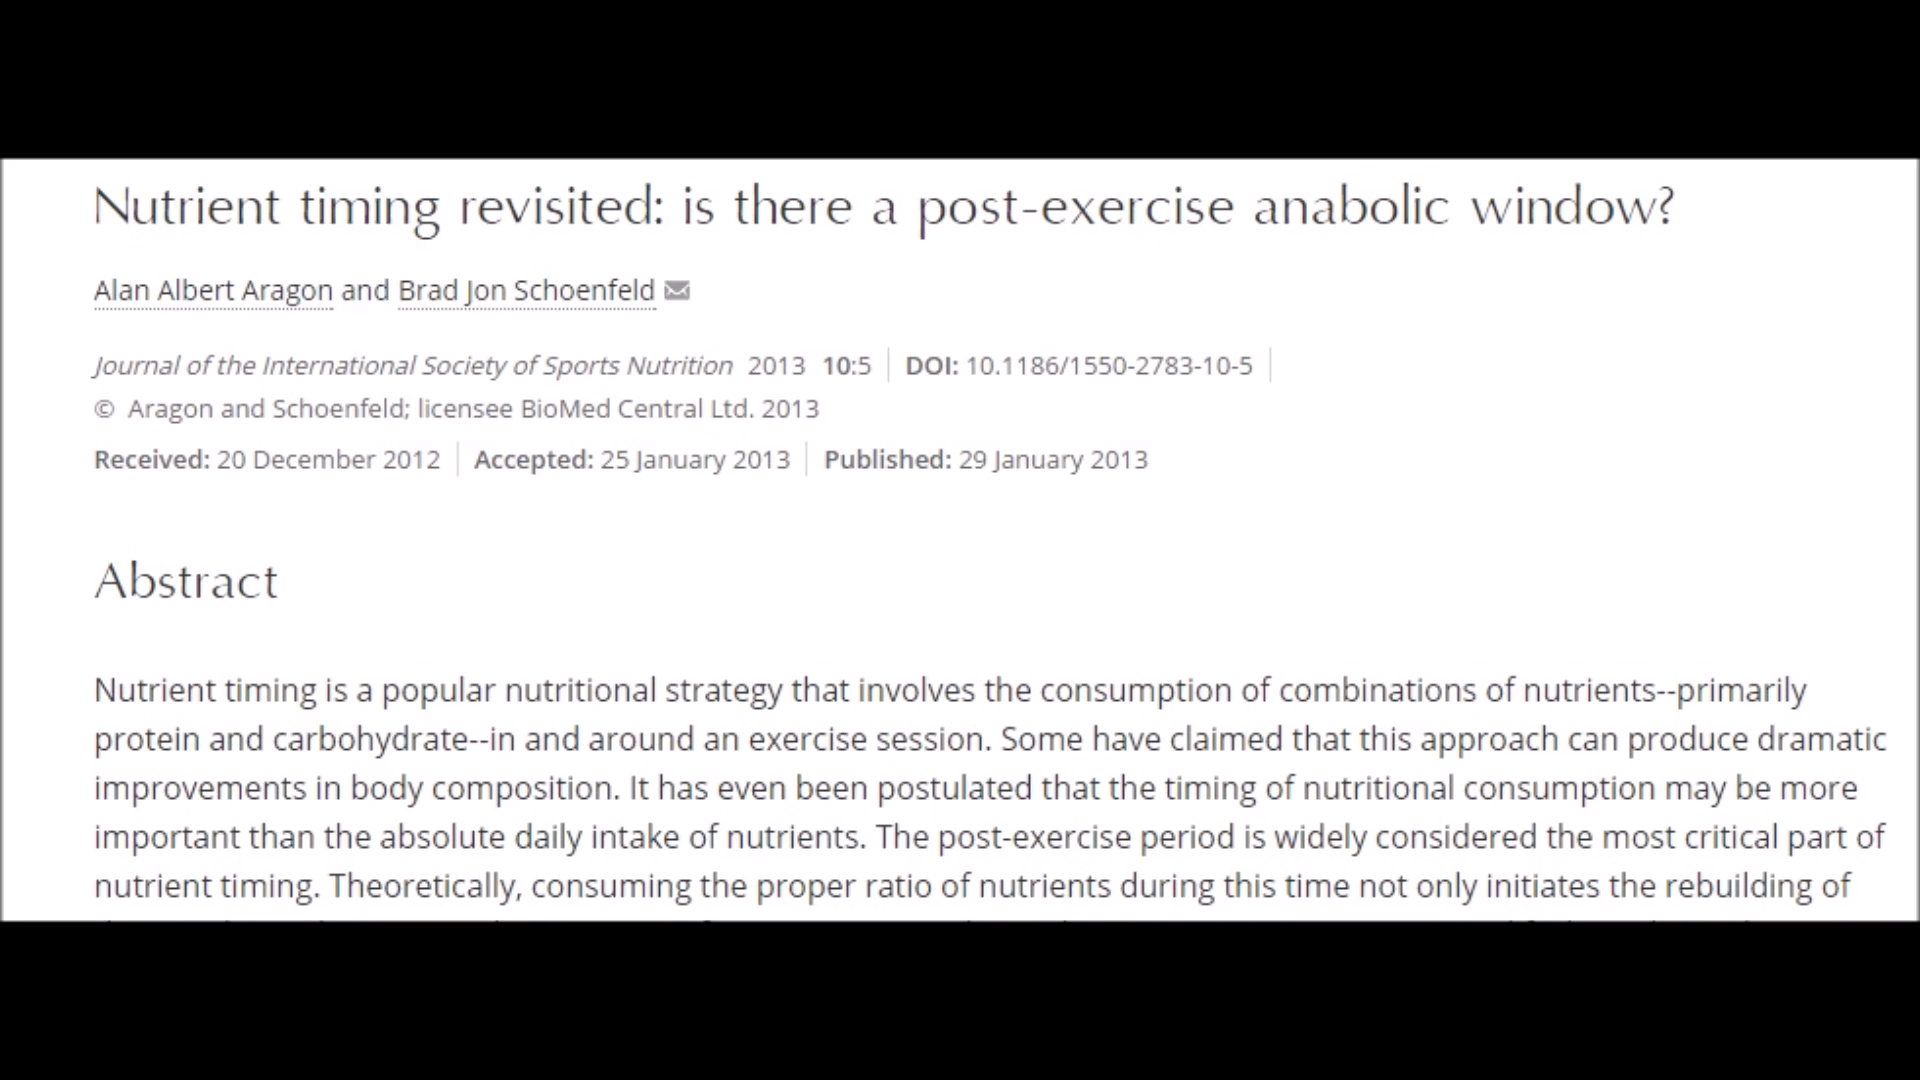 Nutrient timing revisited: is there a post-exercise anabolic window?
Alan Albert Aragon and Brad Jon Schoenfeld
Journal of the International Society of Sports Nutrition 2013 10:5 DOI: 10.1186/1550-2783-10-5
© Aragon and Schoenfeld; licensee BioMed Central Ltd. 2013
Received: 20 December 2012 Accepted: 25 January 2013 Published: 29 January 2013
Abstract
Nutrient timing is a popular nutritional strategy that involves the consumption of combinations of nutrients--primarily
protein and carbohydrate--in and around an exercise session. Some have claimed that this approach can produce dramatic
improvements in body composition. It has even been postulated that the timing of nutritional consumption may be more
important than the absolute daily intake of nutrients. The post-exercise period is widely considered the most critical part of
nutrient timing. Theoretically, consuming the proper ratio of nutrients during this time not only initiates the rebuilding of